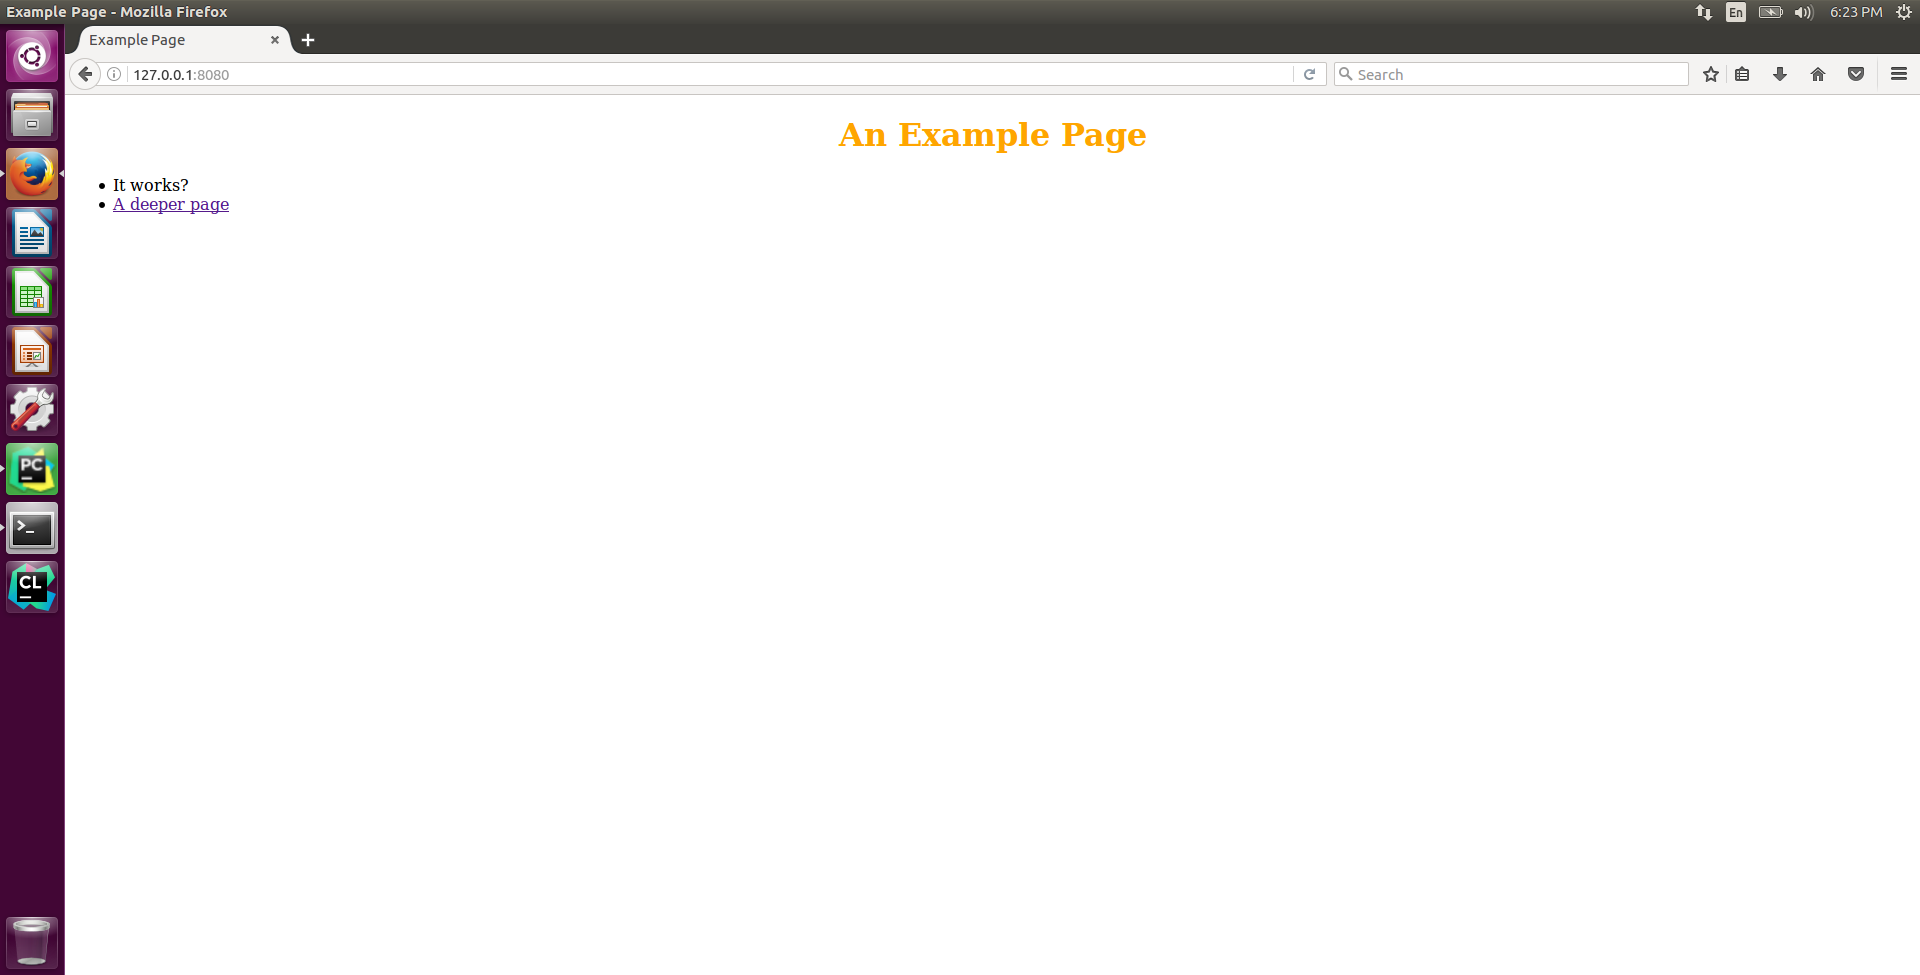 Example Page - Mozilla Firefox
En
6:23 PM
Example Page
127.0.0.1:8080
Search
An Example Page
It works?
A deeper page
PC
>_
CL